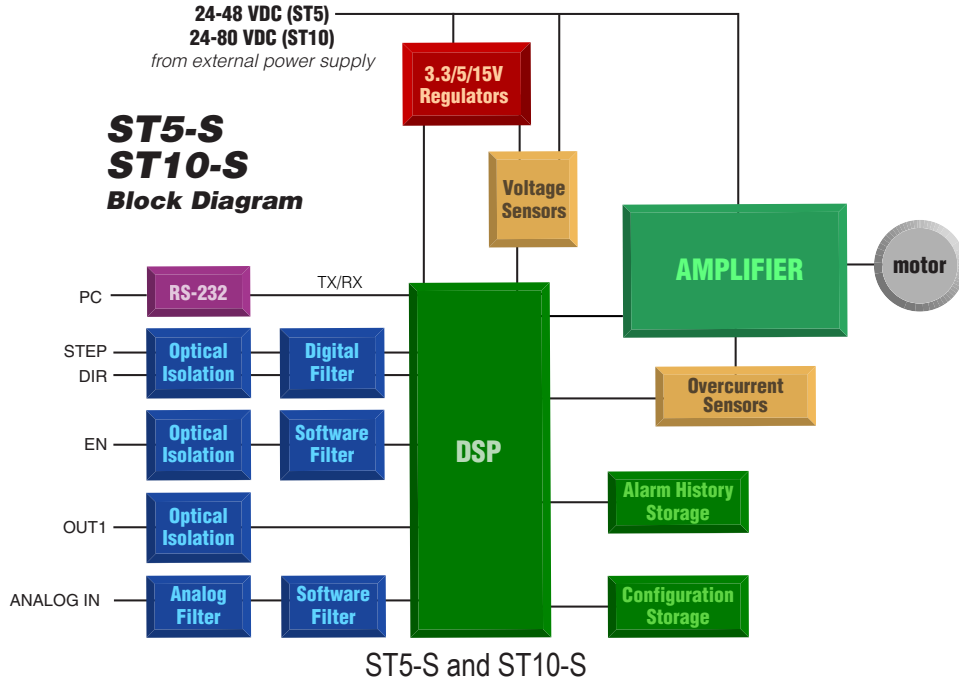 24-48 VDC (ST5)
24-80 VDC (ST10)
from external power supply
3.3/5/15V
Regulators
ST5-S
ST10-S
Block Diagram
Voltage
Sensors
AMPLIFIER
motor
PC
RS-232
TX/RX
STEP
DIR
Optical
Isolation
Digital
Filter
Overcurrent
Sensors
EN
Optical
Isolation
Software
Filter
DSP
Alarm History
Storage
OUT1
Optical
Isolation
ANALOG IN
Analog
Filter
Software
Filter
Configuration
Storage
ST5-S and ST10-S